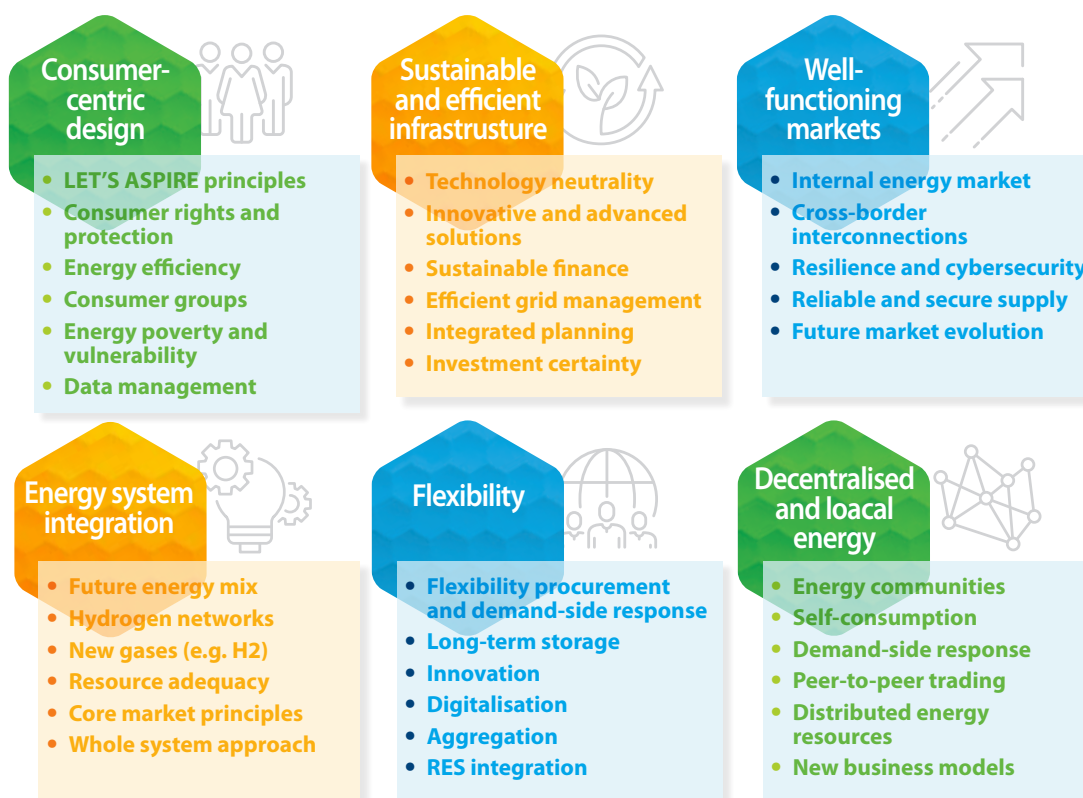 Consumer-
centric
design
• LET'S ASPIRE principles
• Consumer rights and
protection
• Energy efficiency
• Consumer groups
• Energy poverty and
vulnerability
• Data management
Sustainable
and efficient
infrastrusture
• Technology neutrality
• Innovative and advanced
solutions
• Sustainable finance
• Efficient grid management
• Integrated planning
• Investment certainty
Well-
functioning
markets
• Internal energy market
• Cross-border
interconnections
• Resilience and cybersecurity
• Reliable and secure supply
• Future market evolution
Energy system
integration
• Future energy mix
• Hydrogen networks
• New gases (e.g. H2)
• Resource adequacy
• Core market principles
• Whole system approach
Flexibility
• Flexibility procurement
and demand-side response
• Long-term storage
• Innovation
• Digitalisation
• Aggregation
• RES integration
Decentralised
and loacal
energy
• Energy communities
• Self-consumption
• Demand-side response
• Peer-to-peer trading
• Distributed energy
resources
• New business models